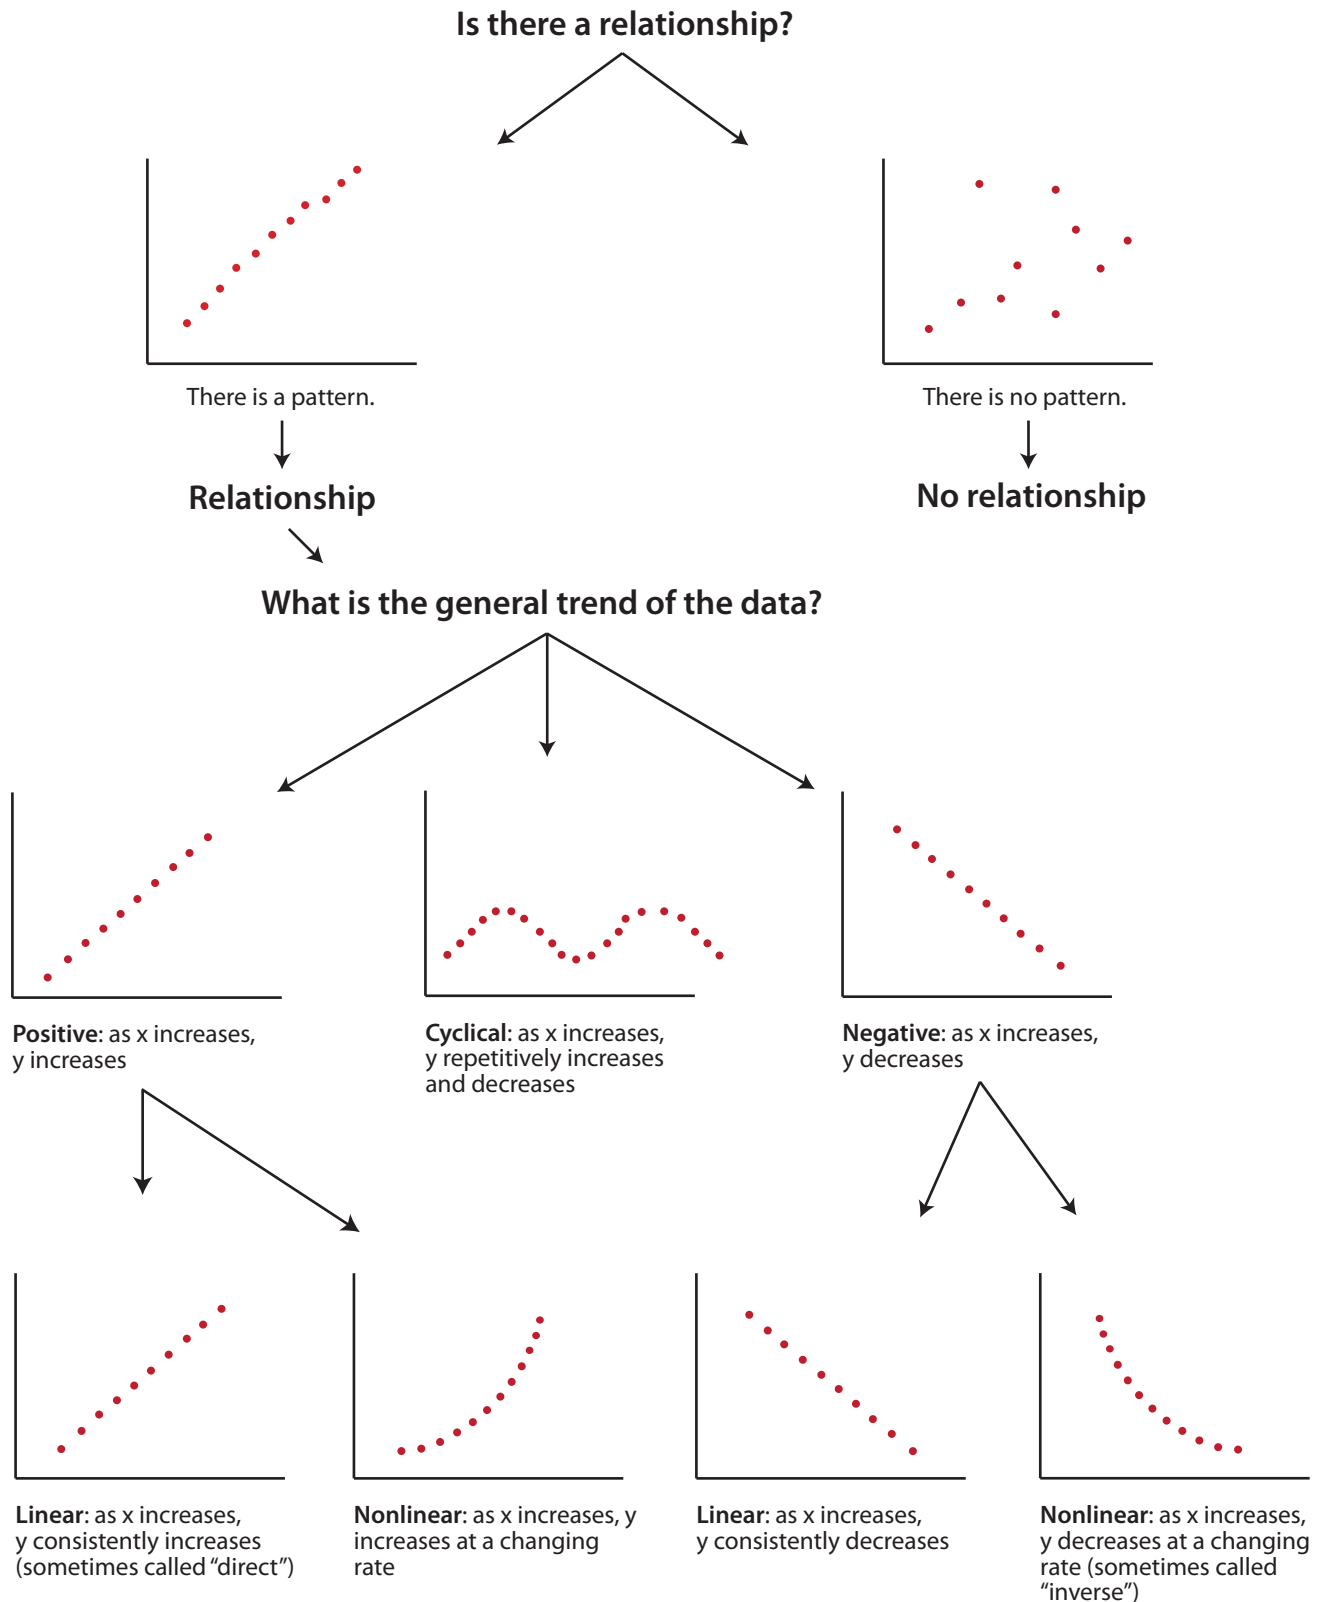 Is there a relationship?
There is a pattern.
There is no pattern.
Relationship
No relationship
What is the general trend of the data?
Positive: as x increases,
y increases
Cyclical: as x increases,
y repetitively increases
and decreases
Negative: as x increases,
y decreases
Linear: as x increases,
y consistently increases
(sometimes called “direct”)
Nonlinear: as x increases, y
increases at a changing
rate
Linear: as x increases,
y consistently decreases
Nonlinear: as x increases,
y decreases at a changing
rate (sometimes called
“inverse”)